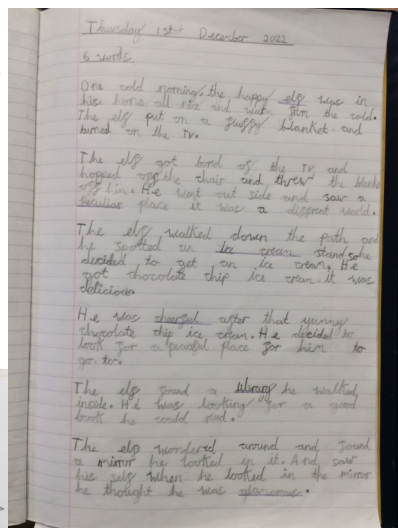 Thursday 1st December 2022
5 words
One cold morning the happy elf was in
his home all nice and warm from the cold.
The elf put on a fluffy blanket and
turned on the TV.
The elf got bord of the TV and
hopped off the chair and threw the blanke
off him. He went out side and saw a
peculiar place it was a diffrent world.
The elf walked down the path and
he spotted an ice cream stand so he
decided to get an ice cream. He
got chocolate chip ice cream it was
delicious
He was cheerful after that yummy
chocolate chip ice cream. He decided to
look for a peaceful place for him to
go to.
The elf found a library he walked
inside. He was looking for a good
book he could read.
The elf wondered around and found
a mirror he looked in it. And saw
his self when he looked in the mirror
he thought he was glamorous.